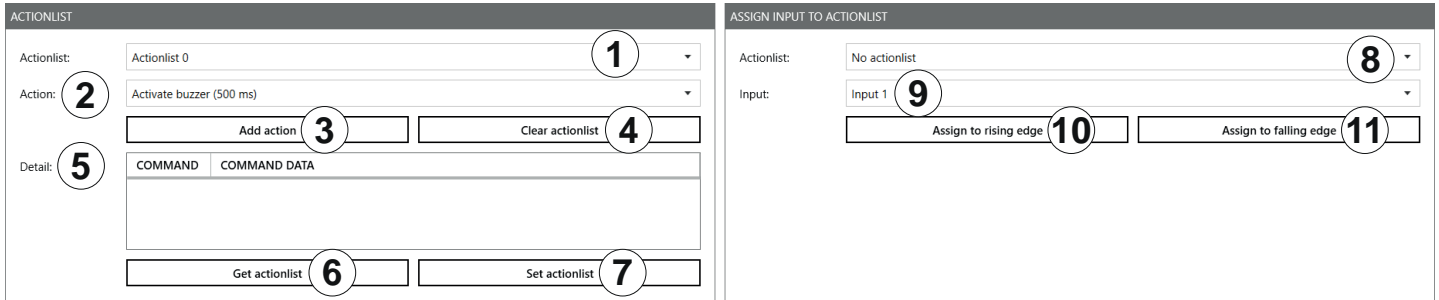 ACTIONLIST
Actionlist: Actionlist 0 1
Action: 2 Activate buzzer (500 ms)
Add action 3 Clear actionlist 4
Detail: 5 COMMAND COMMAND DATA
Get actionlist 6 Set actionlist 7
ASSIGN INPUT TO ACTIONLIST
Actionlist: No actionlist 8
Input: Input 1 9
Assign to rising edge 10 Assign to falling edge 11